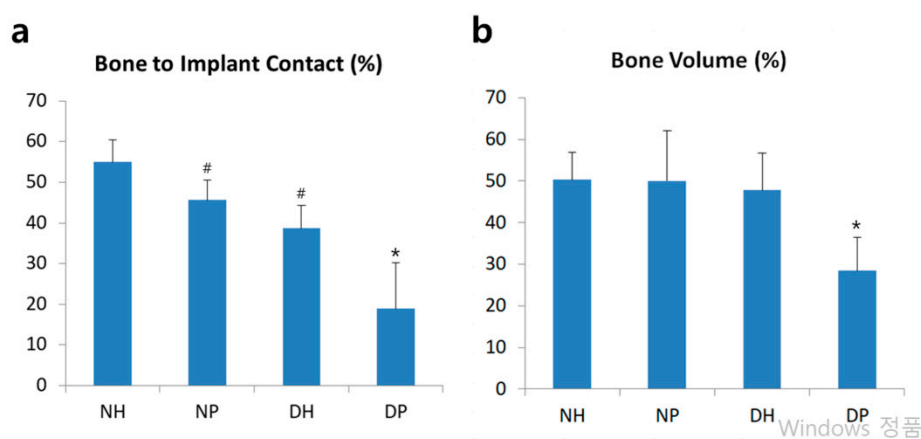 a
Bone to Implant Contact (%)
70
60
50
40
30
20
10
0
#
#
*
NH NP DH DP
b
Bone Volume (%)
70
60
50
40
30
20
10
0
*
NH NP DH DP
Windows 정품